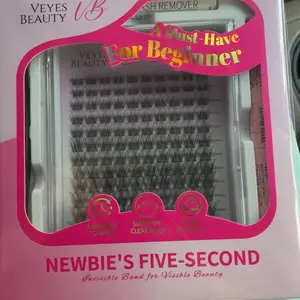 VEYES
BEAUTY
VB
LASH REMOVER
A Must-Have
For Beginner
VEYES
BEAUTY
NEWBIE'S FIVE-SECOND
Invisible Band for Visible Beauty